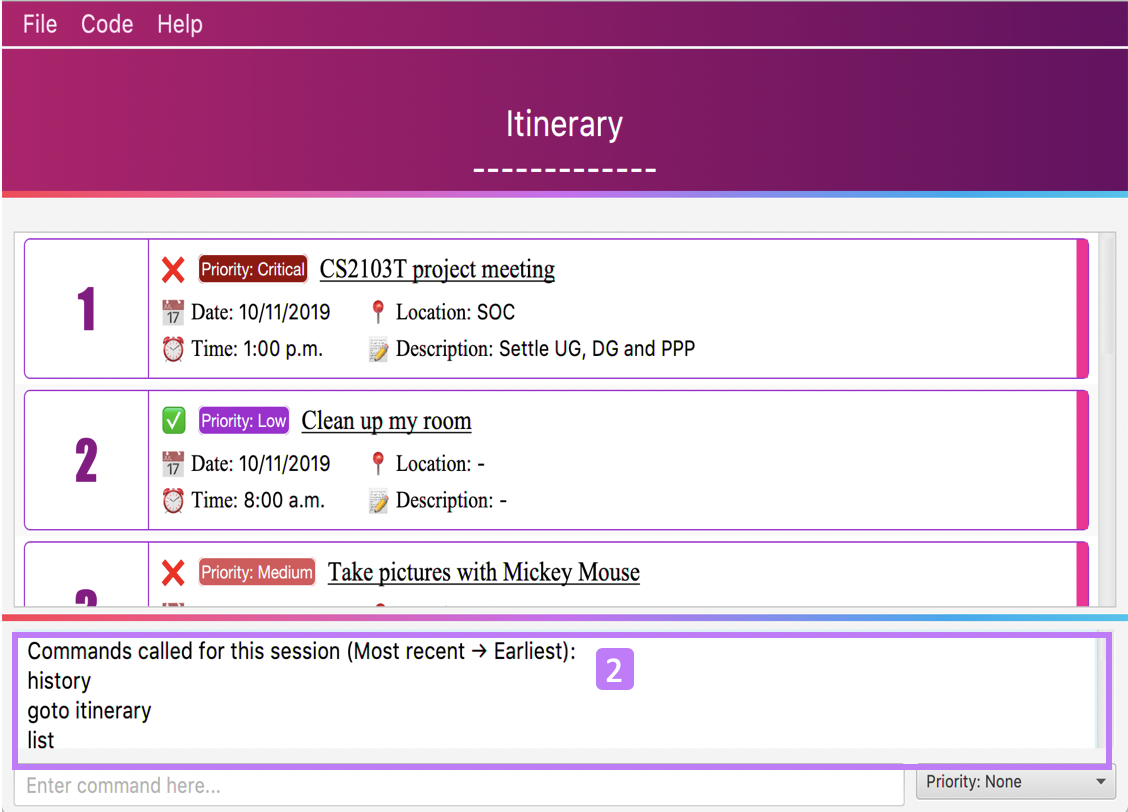 File Code Help
Itinerary
-------------
1
Priority: Critical CS2103T project meeting
17 Date: 10/11/2019 Location: SOC
Time: 1:00 p.m. Description: Settle UG, DG and PPP
2
Priority: Low Clean up my room
17 Date: 10/11/2019 Location: -
Time: 8:00 a.m. Description: -
3
Priority: Medium Take pictures with Mickey Mouse
Commands called for this session (Most recent → Earliest):
2
history
goto itinerary
list
Enter command here... Priority: None